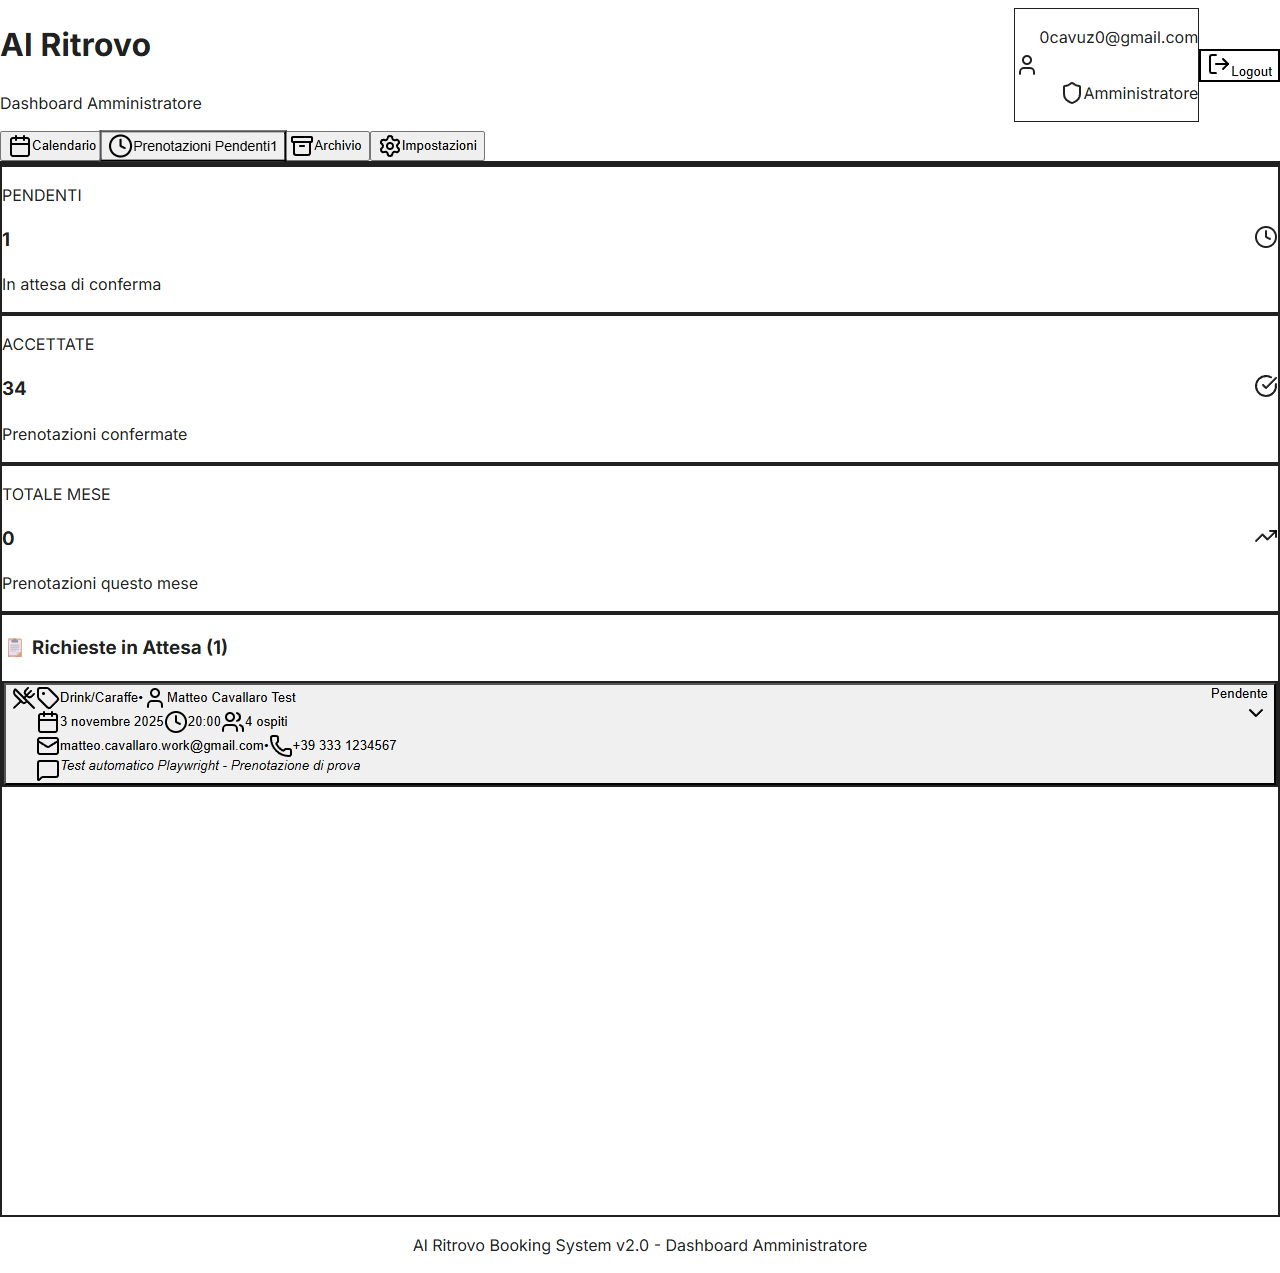 Al Ritrovo
Dashboard Amministratore
0cavuz0@gmail.com
Amministratore
Logout
Calendario
Prenotazioni Pendenti1
Archivio
Impostazioni
PENDENTI
1
In attesa di conferma
ACCETTATE
34
Prenotazioni confermate
TOTALE MESE
0
Prenotazioni questo mese
📋 Richieste in Attesa (1)
Drink/Caraffe• Matteo Cavallaro Test
Pendente
3 novembre 2025 20:00 4 ospiti
matteo.cavallaro.work@gmail.com• +39 333 1234567
Test automatico Playwright - Prenotazione di prova
Al Ritrovo Booking System v2.0 - Dashboard Amministratore